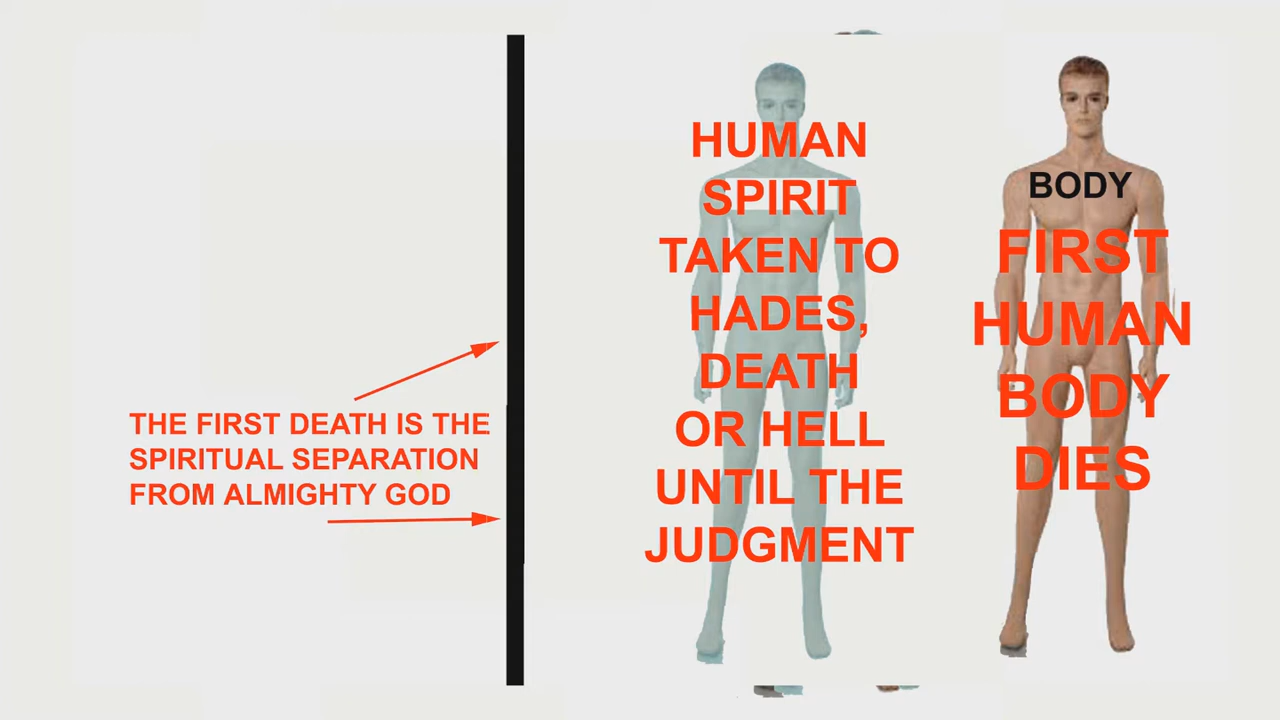 THE FIRST DEATH IS THE
SPIRITUAL SEPARATION
FROM ALMIGHTY GOD
HUMAN
SPIRIT
TAKEN TO
HADES,
DEATH
OR HELL
UNTIL THE
JUDGMENT
BODY
FIRST
HUMAN
BODY
DIES